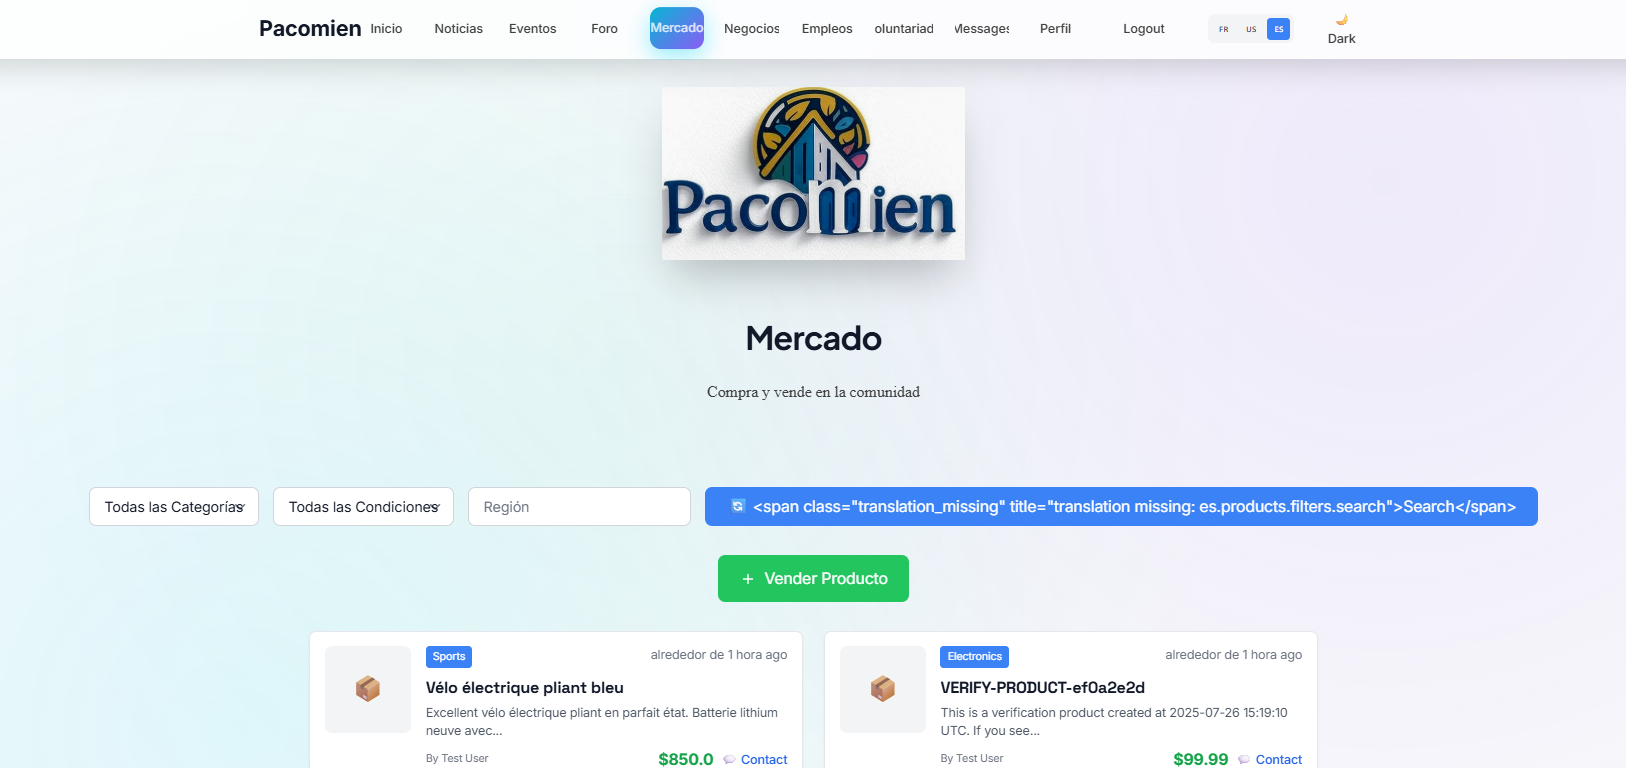 Pacomien Inicio Noticias Eventos Foro Mercado Negocios Empleos oluntariad Messages Perfil Logout FR US ES Dark
Pacomien
Mercado
Compra y vende en la comunidad
Todas las Categorías Todas las Condiciones Región <span class="translation_missing" title="translation missing: es.products.filters.search">Search</span>
+ Vender Producto
Sports alrededor de 1 hora ago
Vélo électrique pliant bleu
Excellent vélo électrique pliant en parfait état. Batterie lithium
neuve avec...
By Test User $850.0 Contact
Electronics alrededor de 1 hora ago
VERIFY-PRODUCT-ef0a2e2d
This is a verification product created at 2025-07-26 15:19:10
UTC. If you see...
By Test User $99.99 Contact